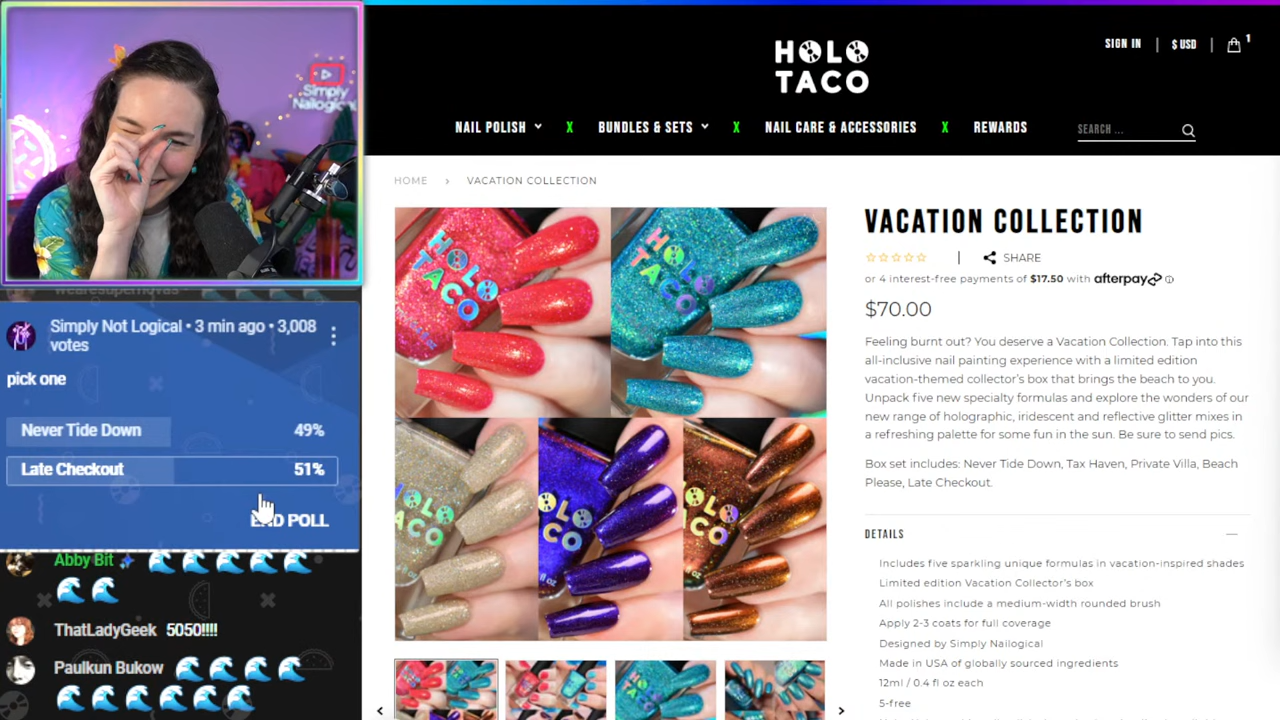 Simply
Nailogical
HOLO
TACO
SIGN IN
$ USD
1
NAIL POLISH
X
BUNDLES & SETS
X
NAIL CARE & ACCESSORIES
X
REWARDS
SEARCH ...
HOME
VACATION COLLECTION
HOLO
TACO
HOLO
TACO
VACATION COLLECTION
SHARE
or 4 interest-free payments of $17.50 with afterpay
$70.00
Feeling burnt out? You deserve a Vacation Collection. Tap into this
all-inclusive nail painting experience with a limited edition
vacation-themed collector's box that brings the beach to you.
Unpack five new specialty formulas and explore the wonders of our
new range of holographic, iridescent and reflective glitter mixes in
a refreshing palette for some fun in the sun. Be sure to send pics.
Box set includes: Never Tide Down, Tax Haven, Private Villa, Beach
Please, Late Checkout.
DETAILS
Includes five sparkling unique formulas in vacation-inspired shades
Limited edition Vacation Collector's box
All polishes include a medium-width rounded brush
Apply 2-3 coats for full coverage
Designed by Simply Nailogical
Made in USA of globally sourced ingredients
12ml / 0.4 fl oz each
5-free
Simply Not Logical • 3 min ago • 3,008
votes
pick one
Never Tide Down 49%
Late Checkout 51%
POLL
Abby Bit
ThatLadyGeek 5050!!!!
Paulkun Bukow